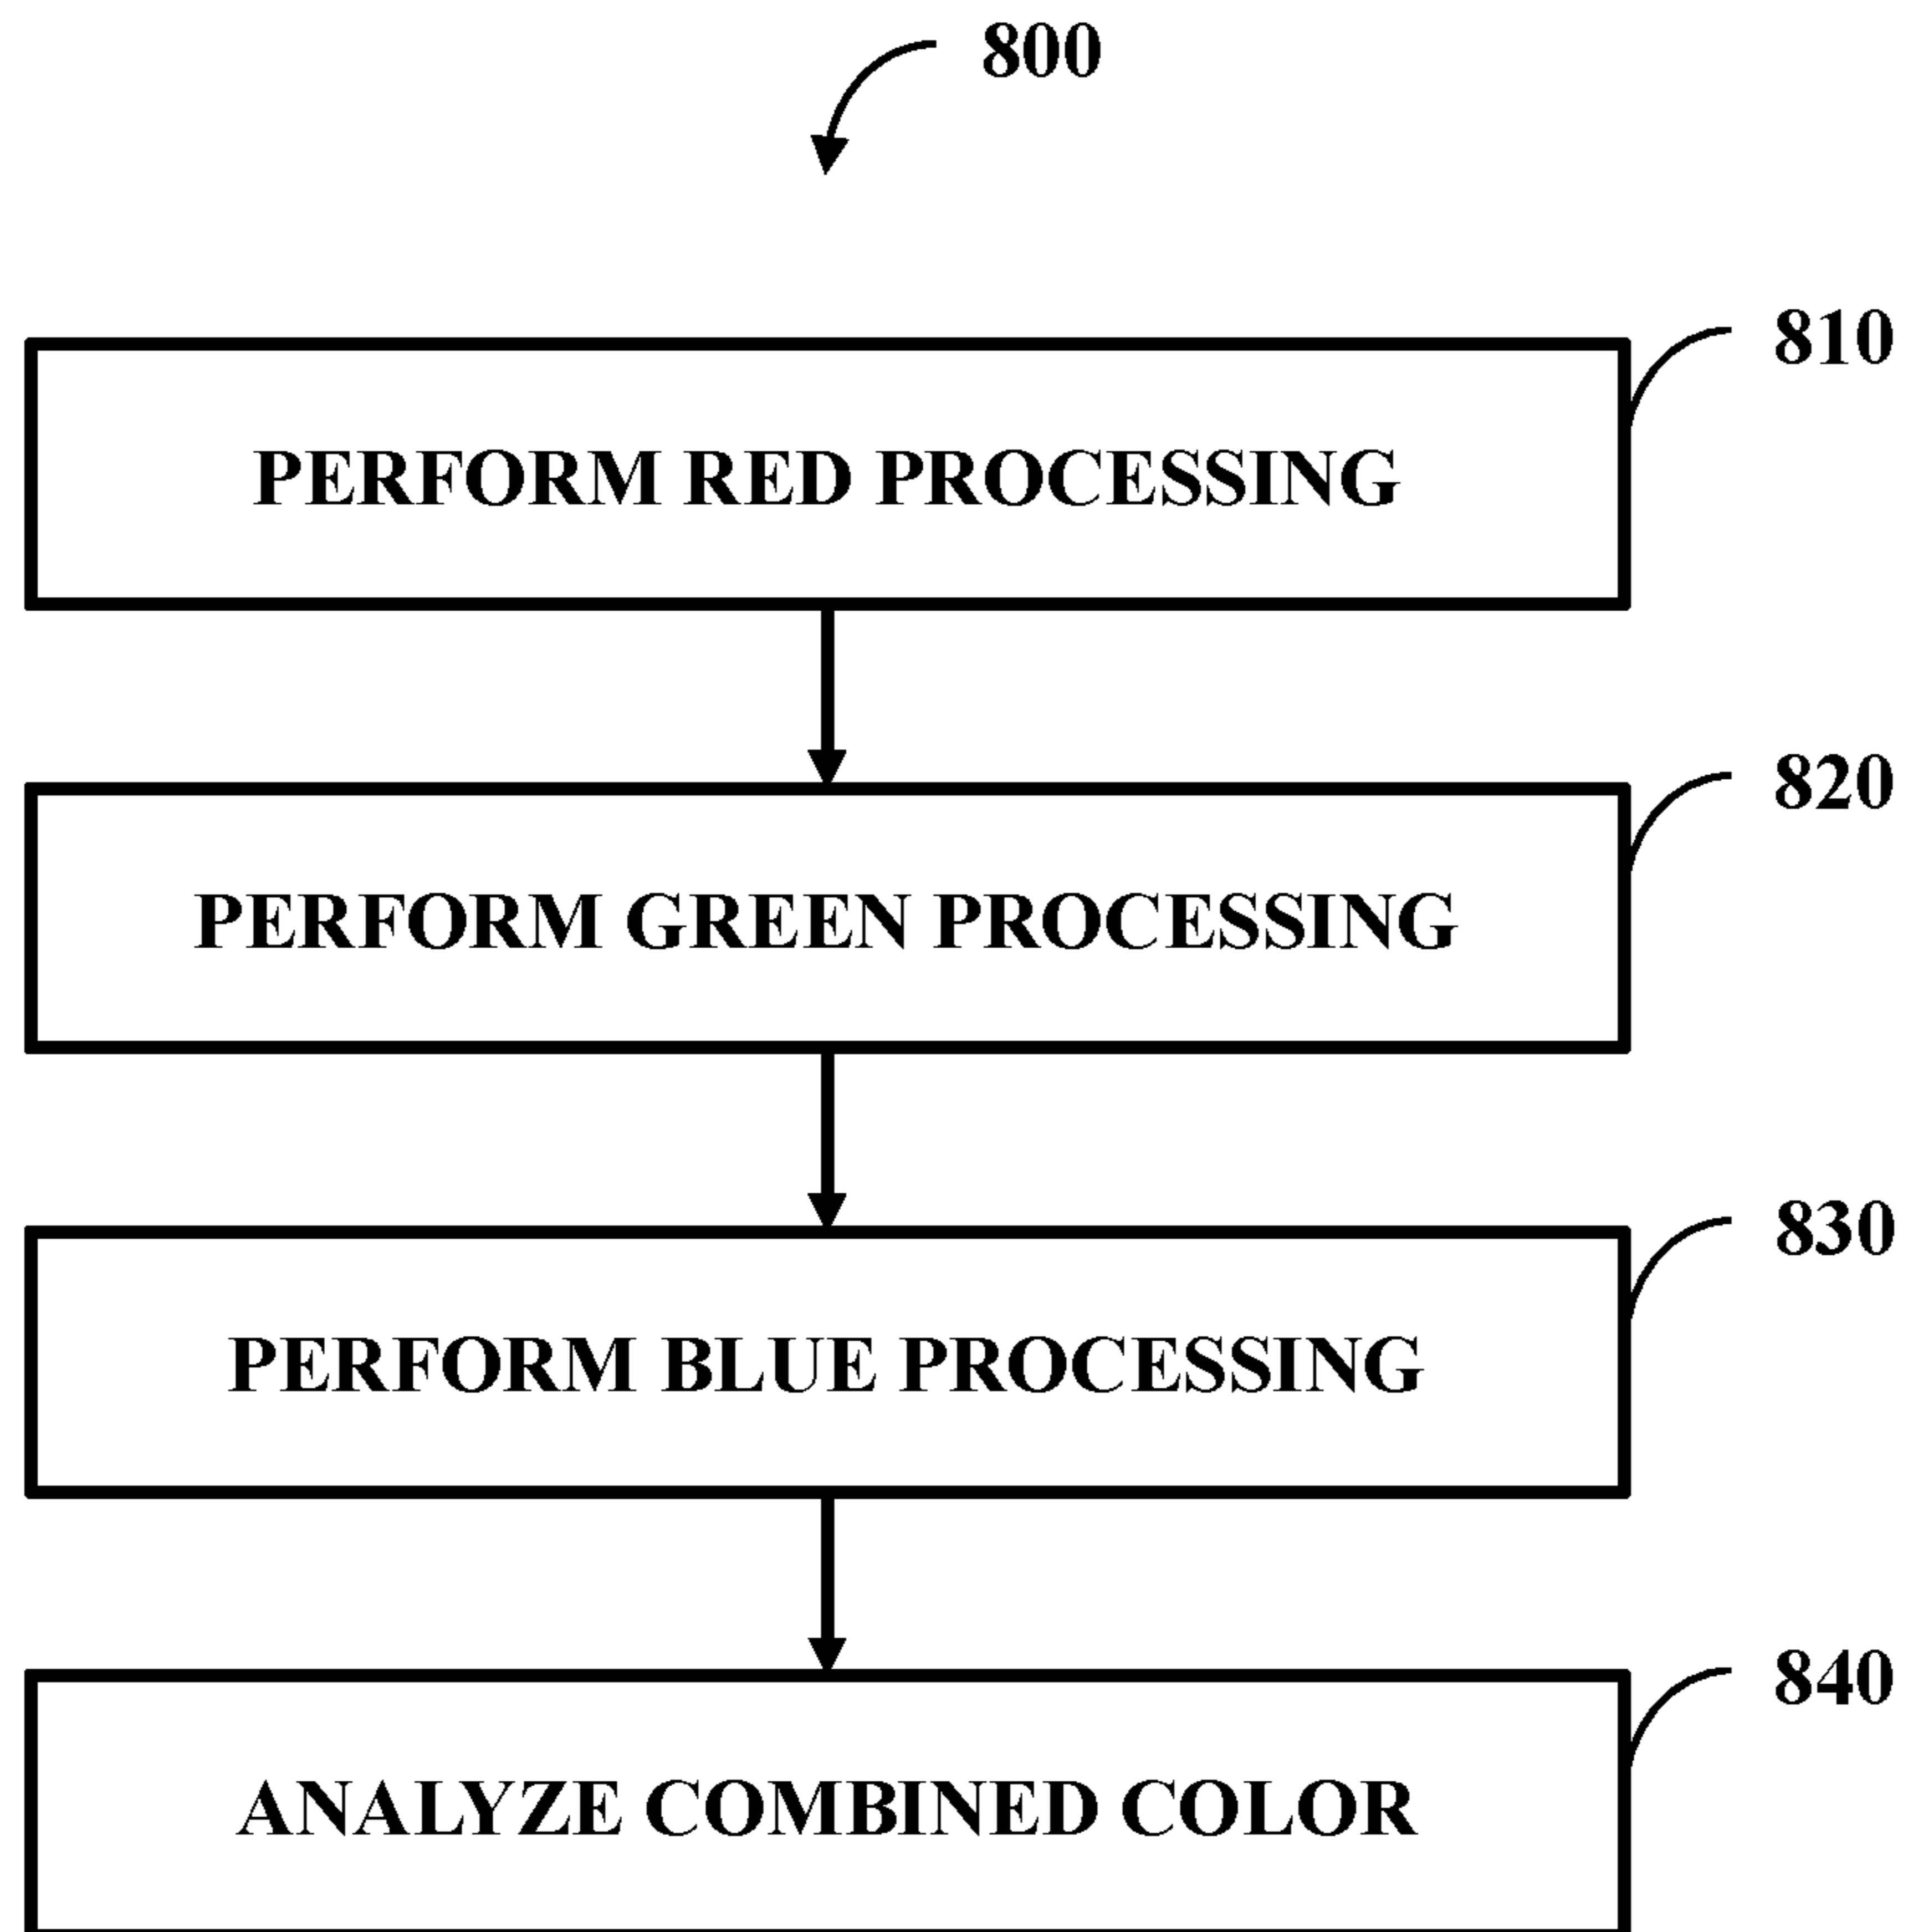 800
810
PERFORM RED PROCESSING
820
PERFORM GREEN PROCESSING
830
PERFORM BLUE PROCESSING
840
ANALYZE COMBINED COLOR